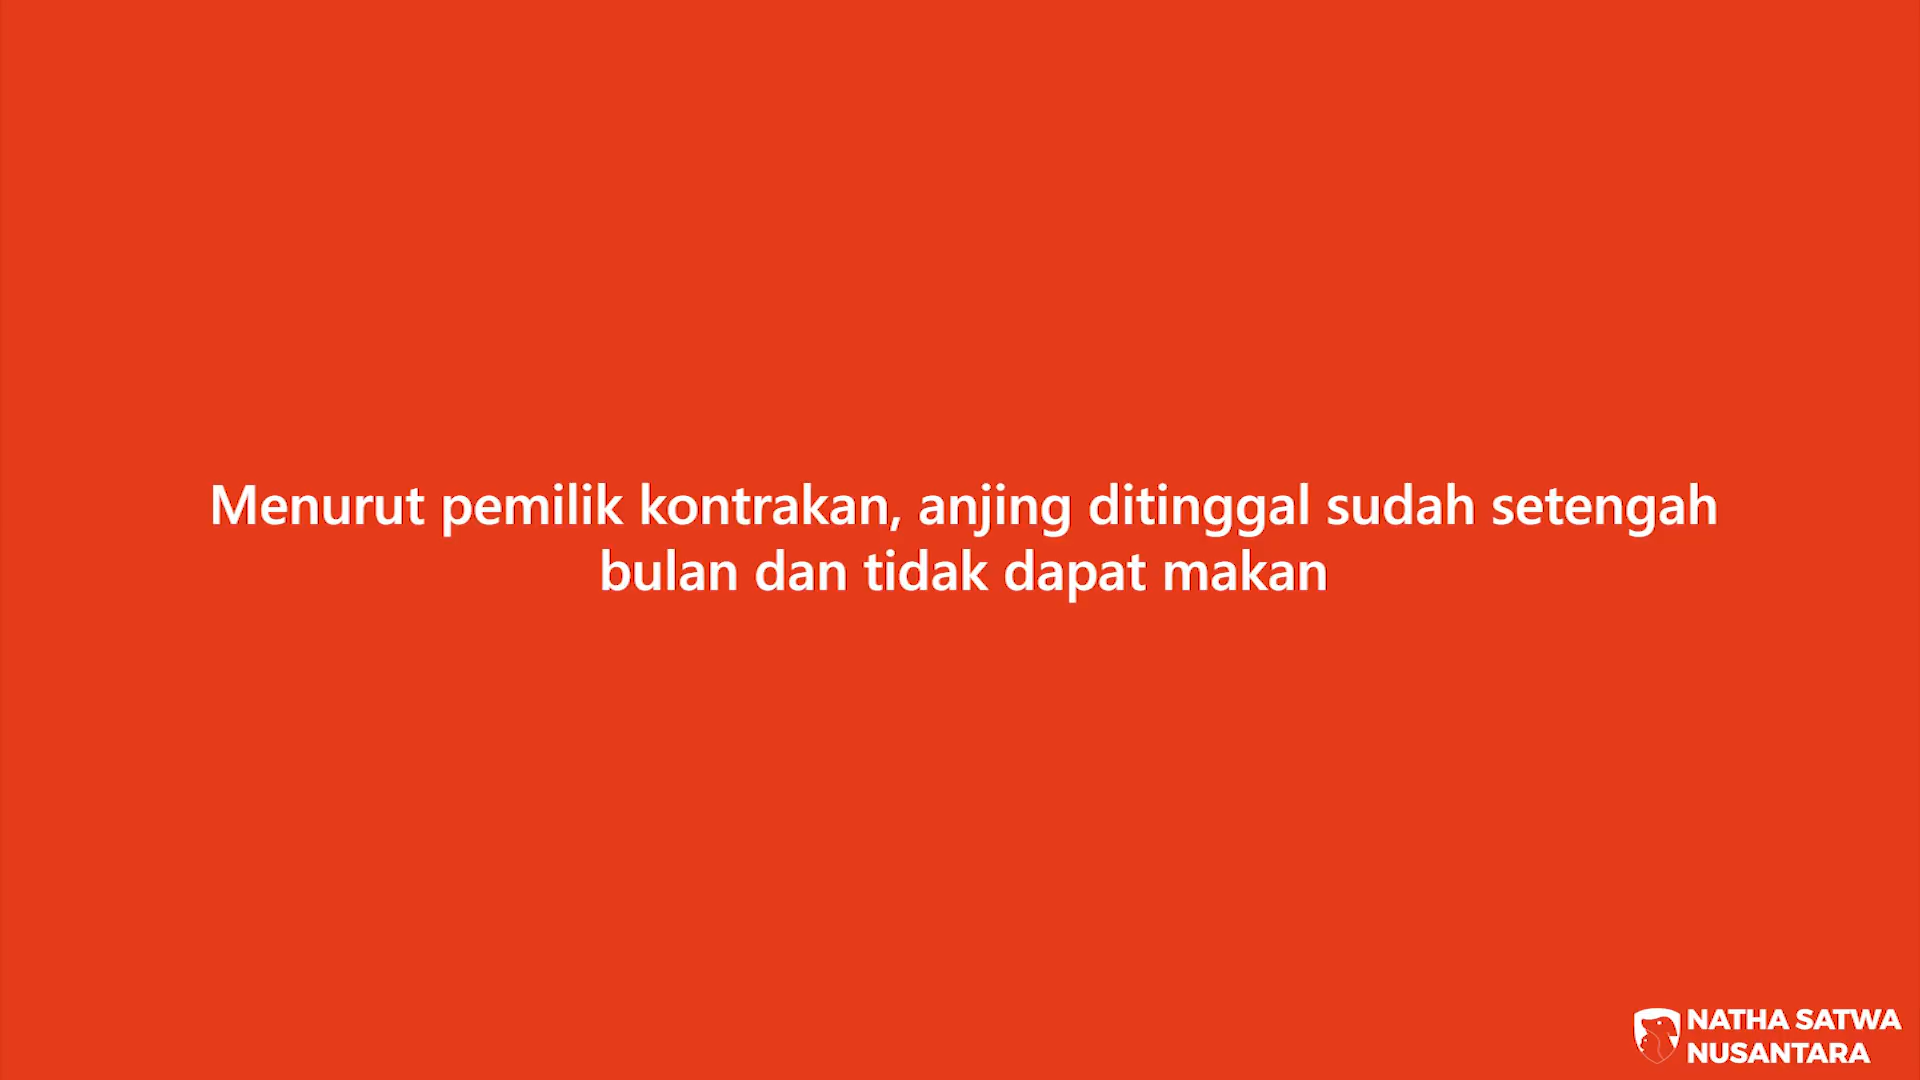 Menurut pemilik kontrakan, anjing ditinggal sudah setengah
bulan dan tidak dapat makan
NATHA SATWA
NUSANTARA